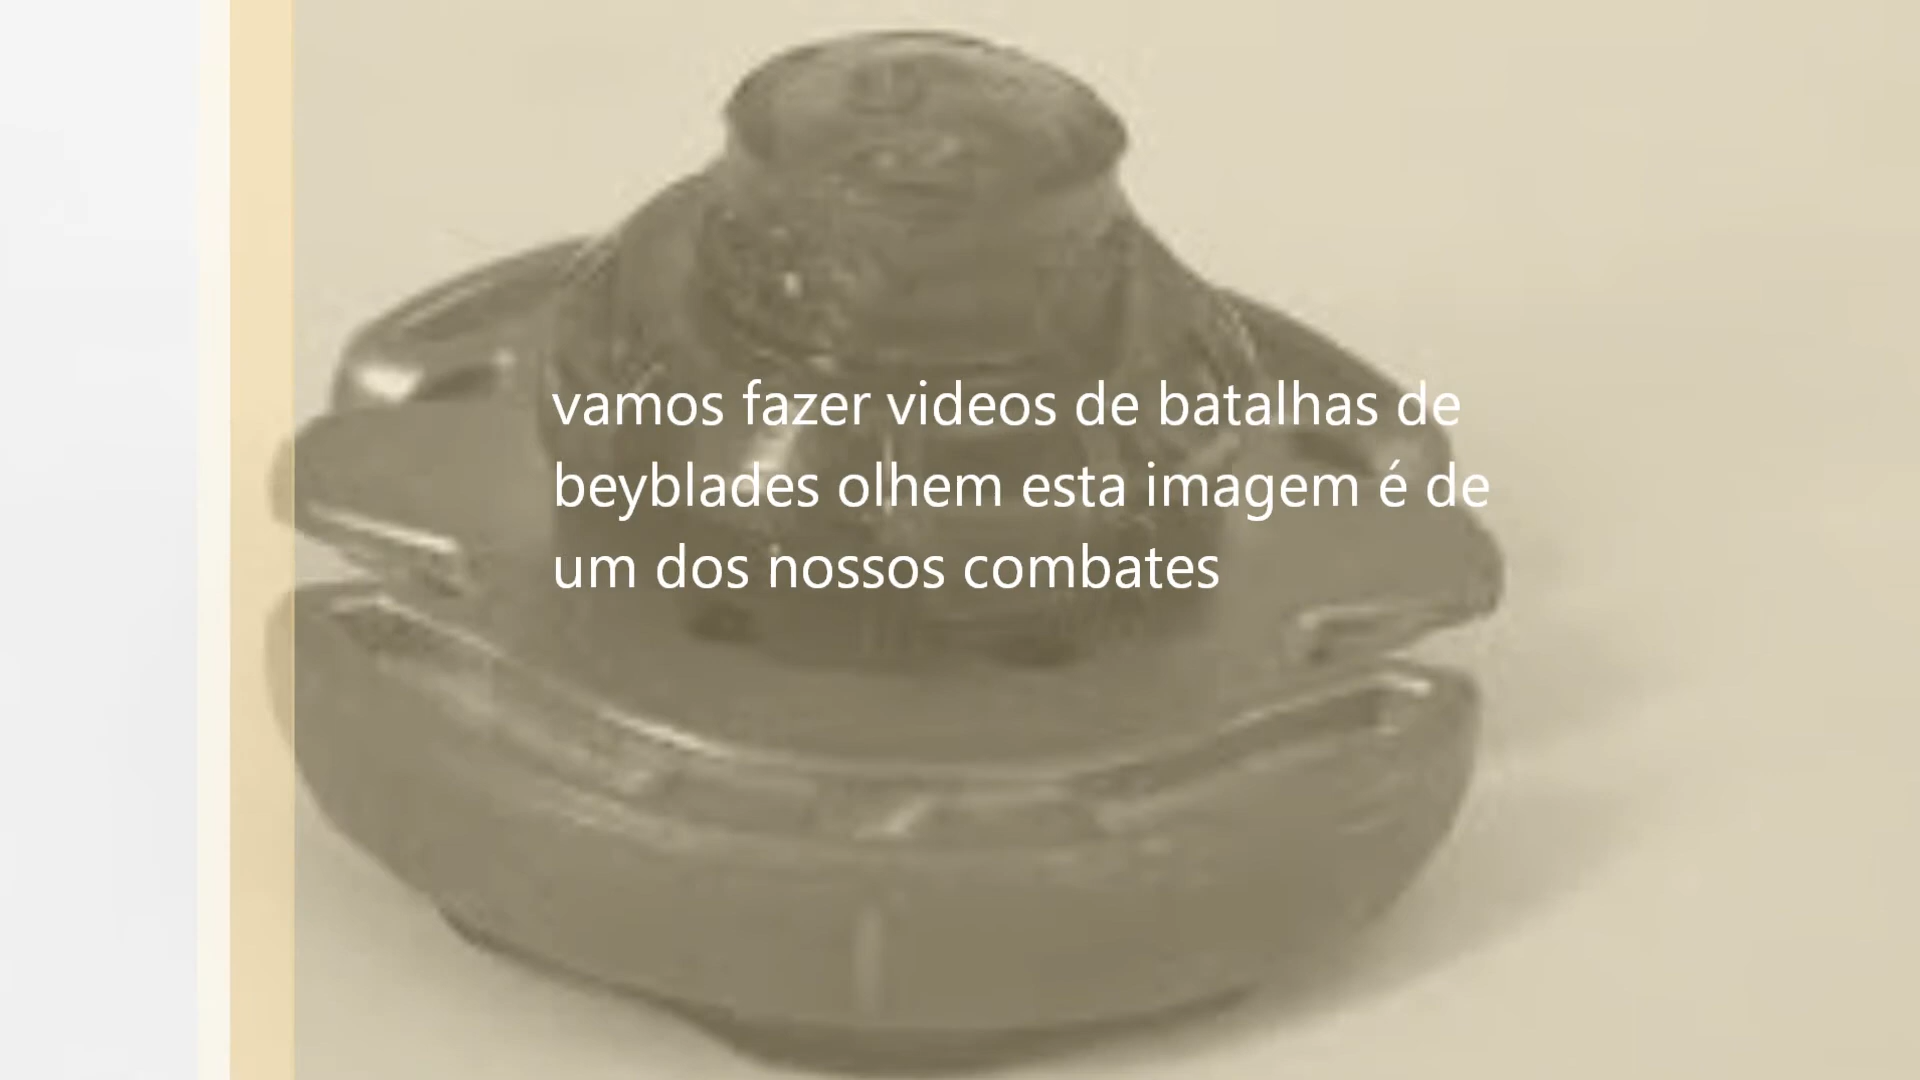 vamos fazer videos de batalhas de
beyblades olhem esta imagem é de
um dos nossos combates